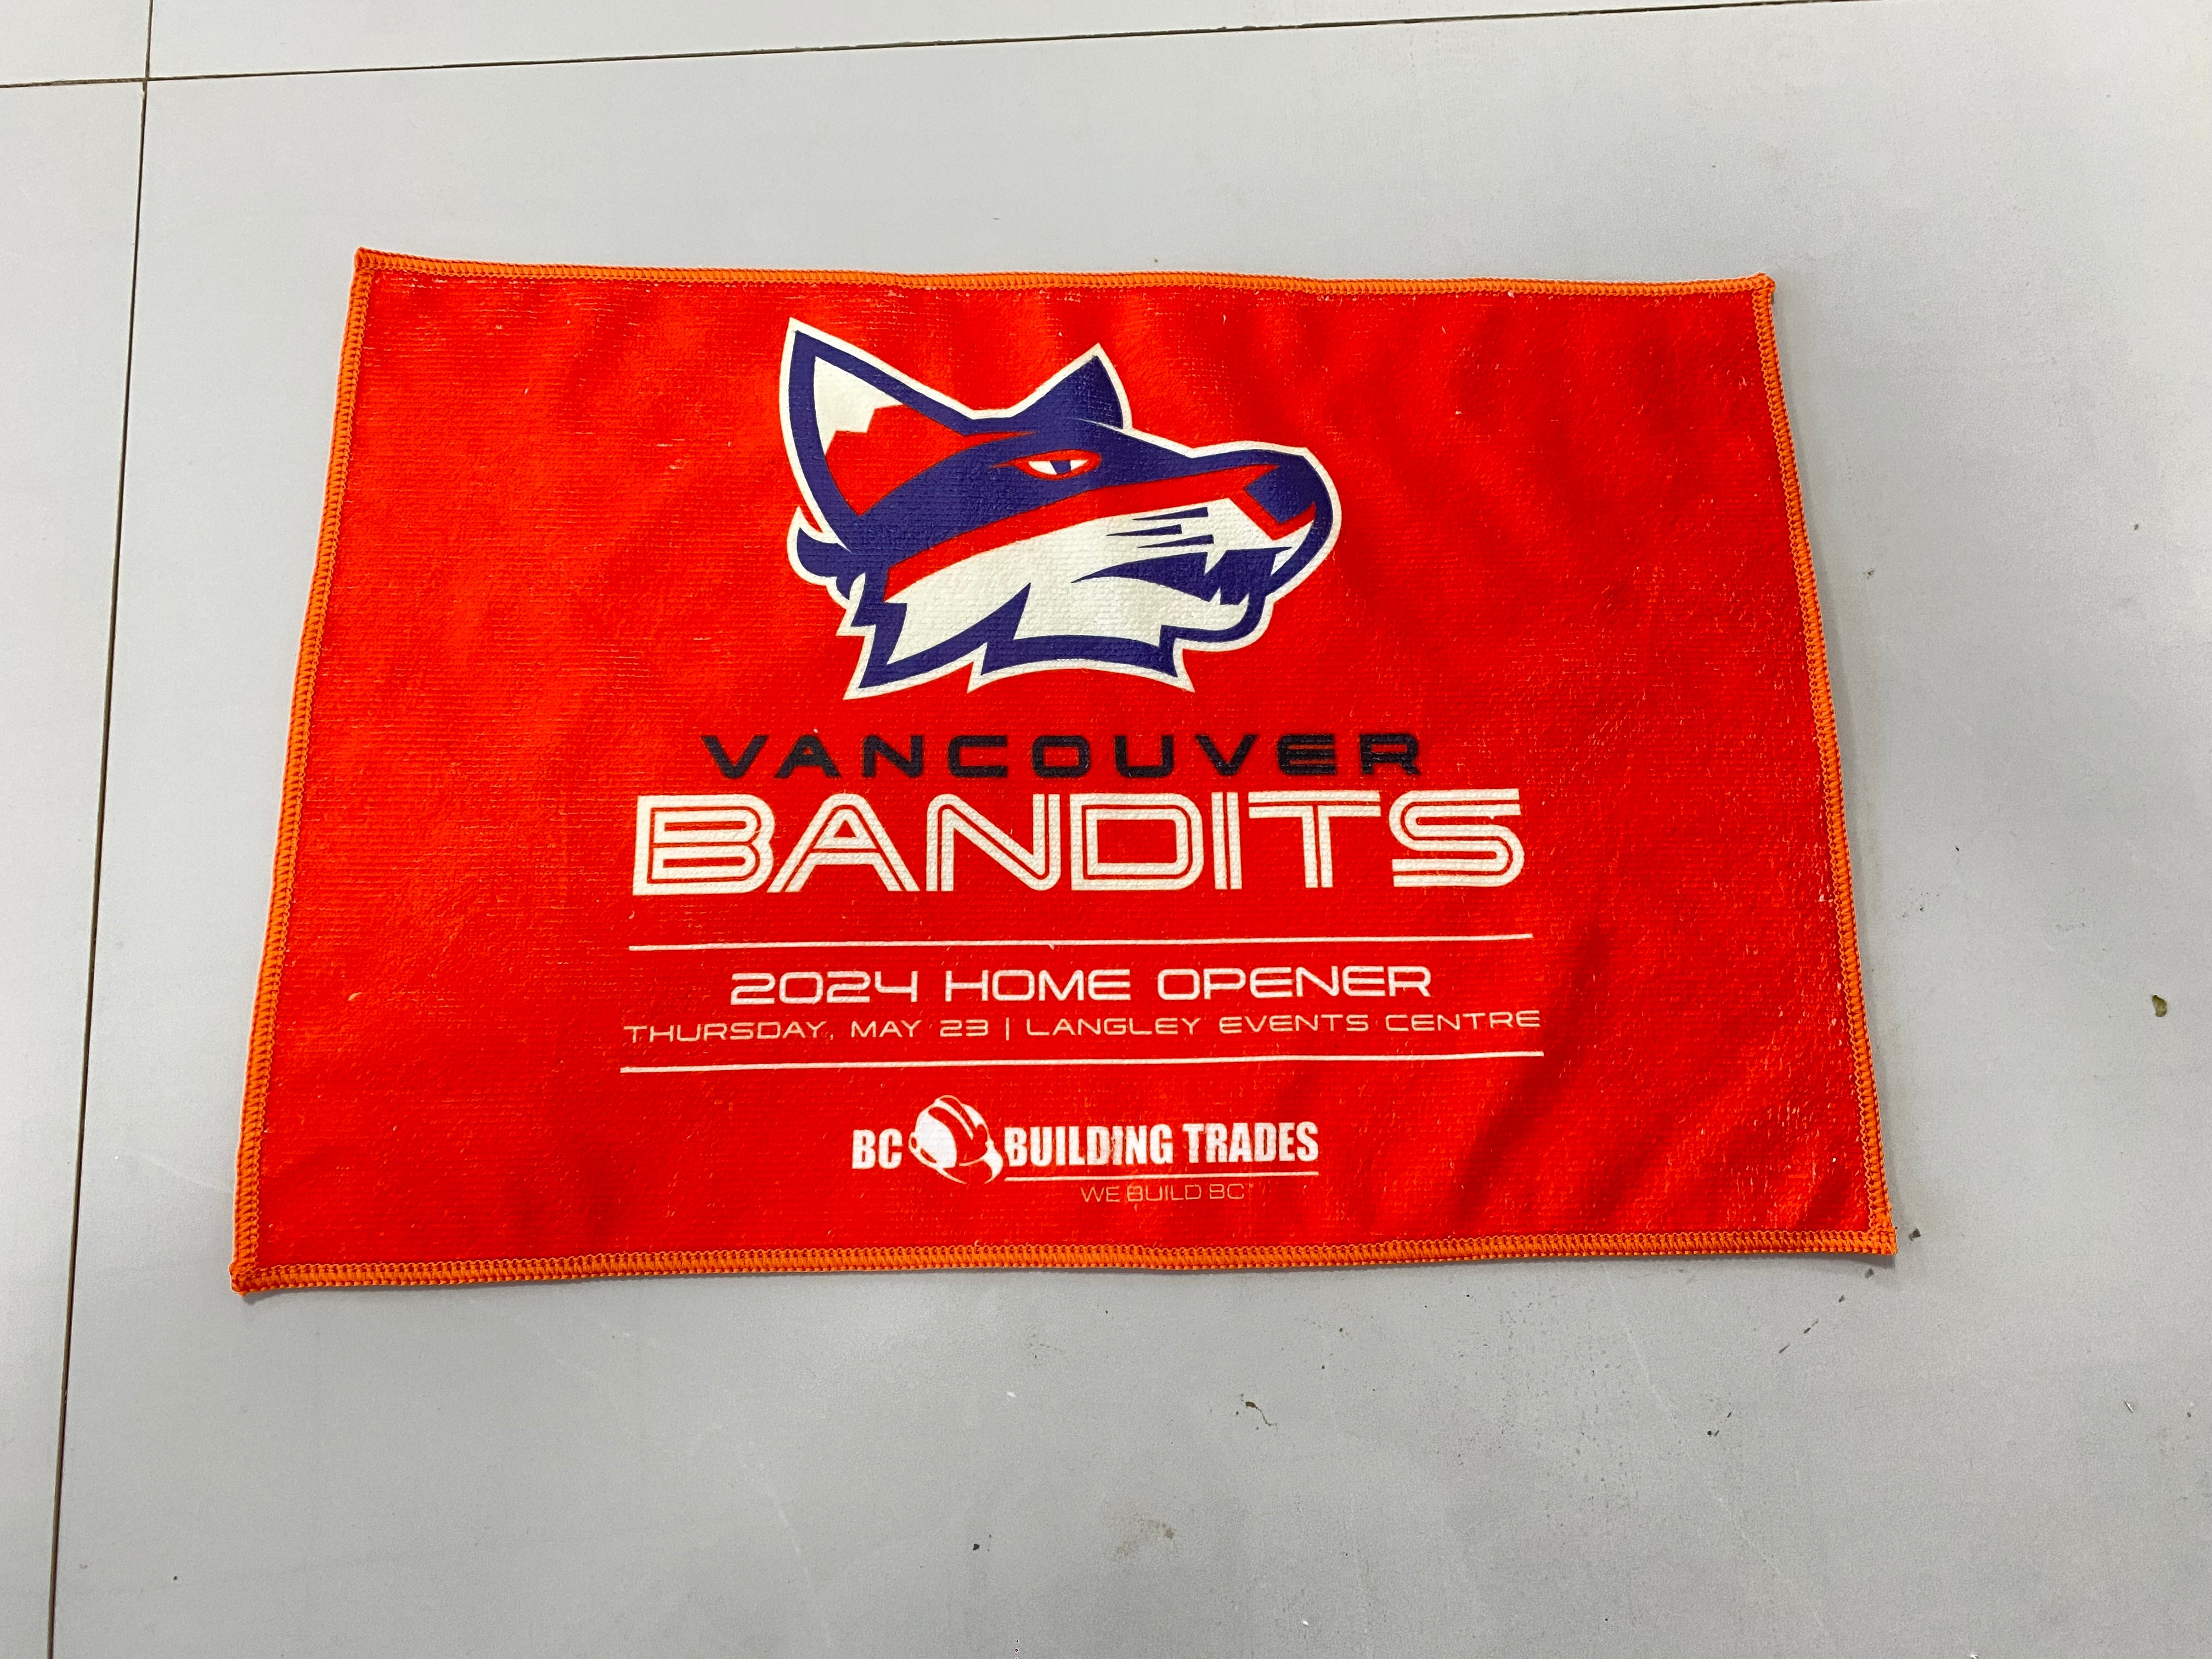 VANCOUVER
BANDITS
2024 HOME OPENER
THURSDAY, MAY 23 | LANGLEY EVENTS CENTRE
BC BUILDING TRADES
WE BUILD BC